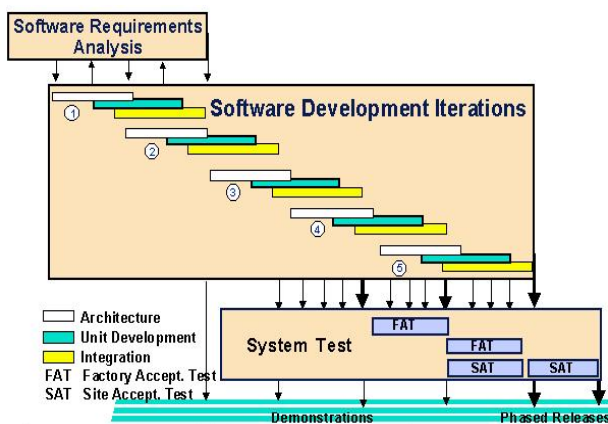 Software Requirements
Analysis
Software Development Iterations
1
2
3
4
5
Architecture
Unit Development
Integration
FAT Factory Accept. Test
SAT Site Accept. Test
System Test
FAT
FAT
SAT
SAT
Demonstrations
Phased Releases